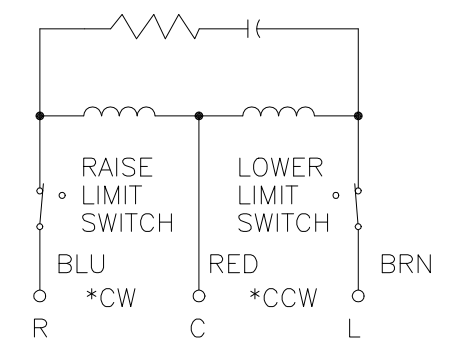 RAISE
LIMIT
SWITCH
LOWER
LIMIT
SWITCH
BLU
RED
BRN
*CW
*CCW
R
C
L